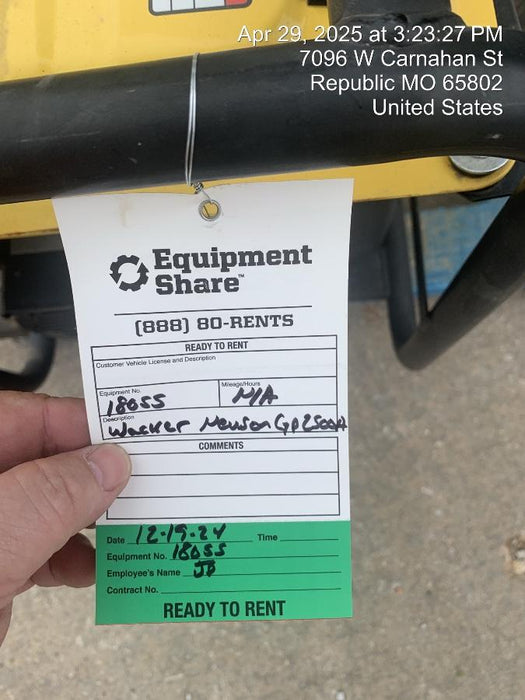 Apr 29, 2025 at 3:23:27 PM
7096 W Carnahan St
Republic MO 65802
United States
Equipment
Share™
(888) 80-RENTS
READY TO RENT
Customer Vehicle License and Description
Equipment No. Mileage/Hours
18055 N/A
Description
Wacker Neuson GP2500A
COMMENTS
Date 12-19-24 Time
Equipment No. 18055
Employee's Name JB
Contract No.
READY TO RENT